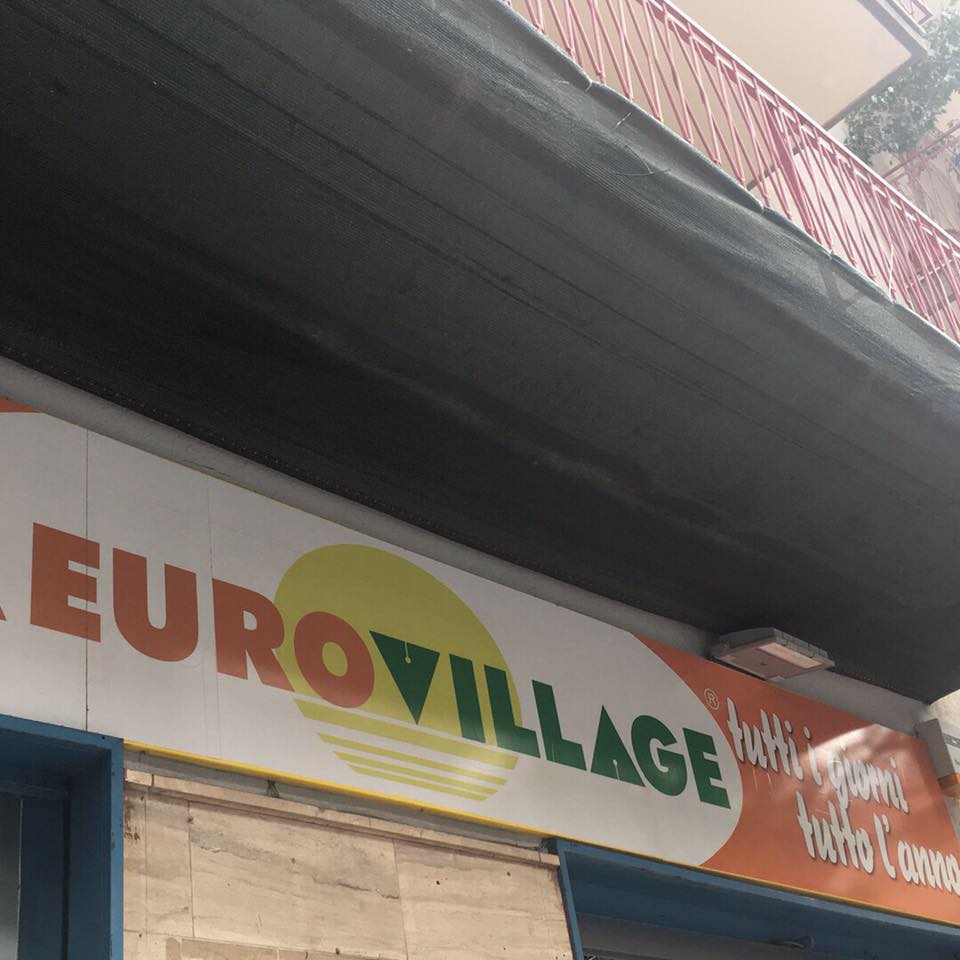 EUROVILLAGE ®
tutti i giorni
tutto l'anno